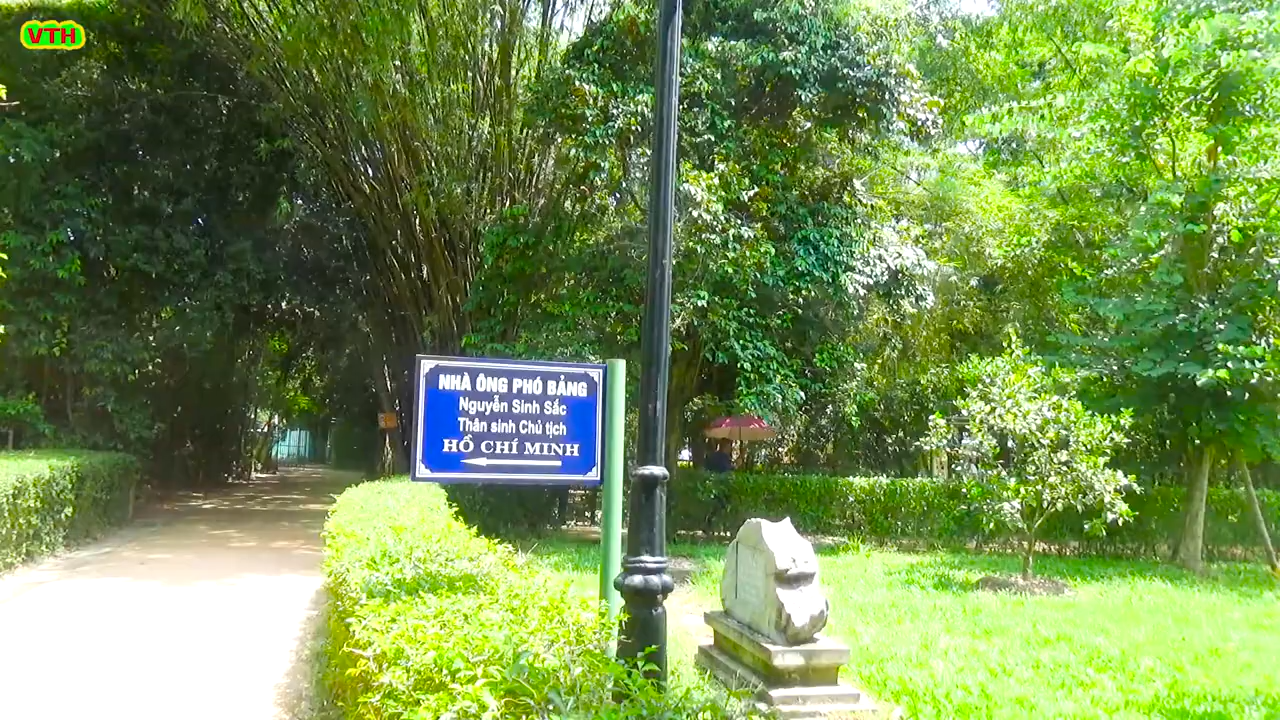 VTH
NHÀ ÔNG PHÓ BẢNG
Nguyễn Sinh Sắc
Thân sinh Chủ tịch
HỒ CHÍ MINH